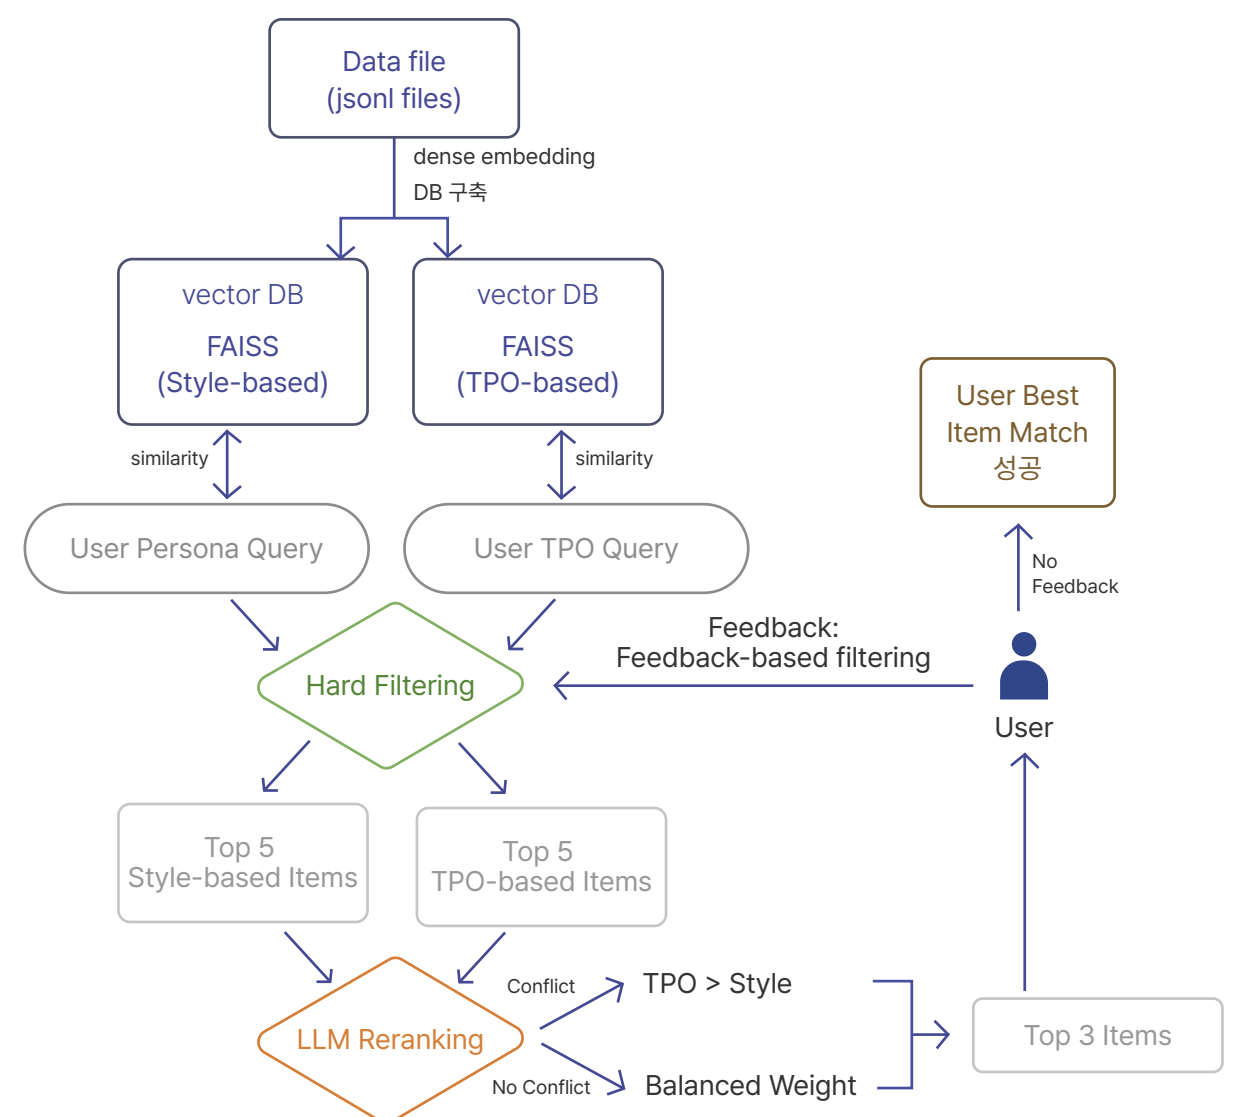 Data file
(jsonl files)
dense embedding
DB 구축
vector DB
FAISS
(Style-based)
vector DB
FAISS
(TPO-based)
similarity
similarity
User Persona Query
User TPO Query
User Best
Item Match
성공
No
Feedback
Feedback:
Feedback-based filtering
User
Hard Filtering
Top 5
Style-based Items
Top 5
TPO-based Items
LLM Reranking
Conflict
TPO > Style
No Conflict
Balanced Weight
Top 3 Items